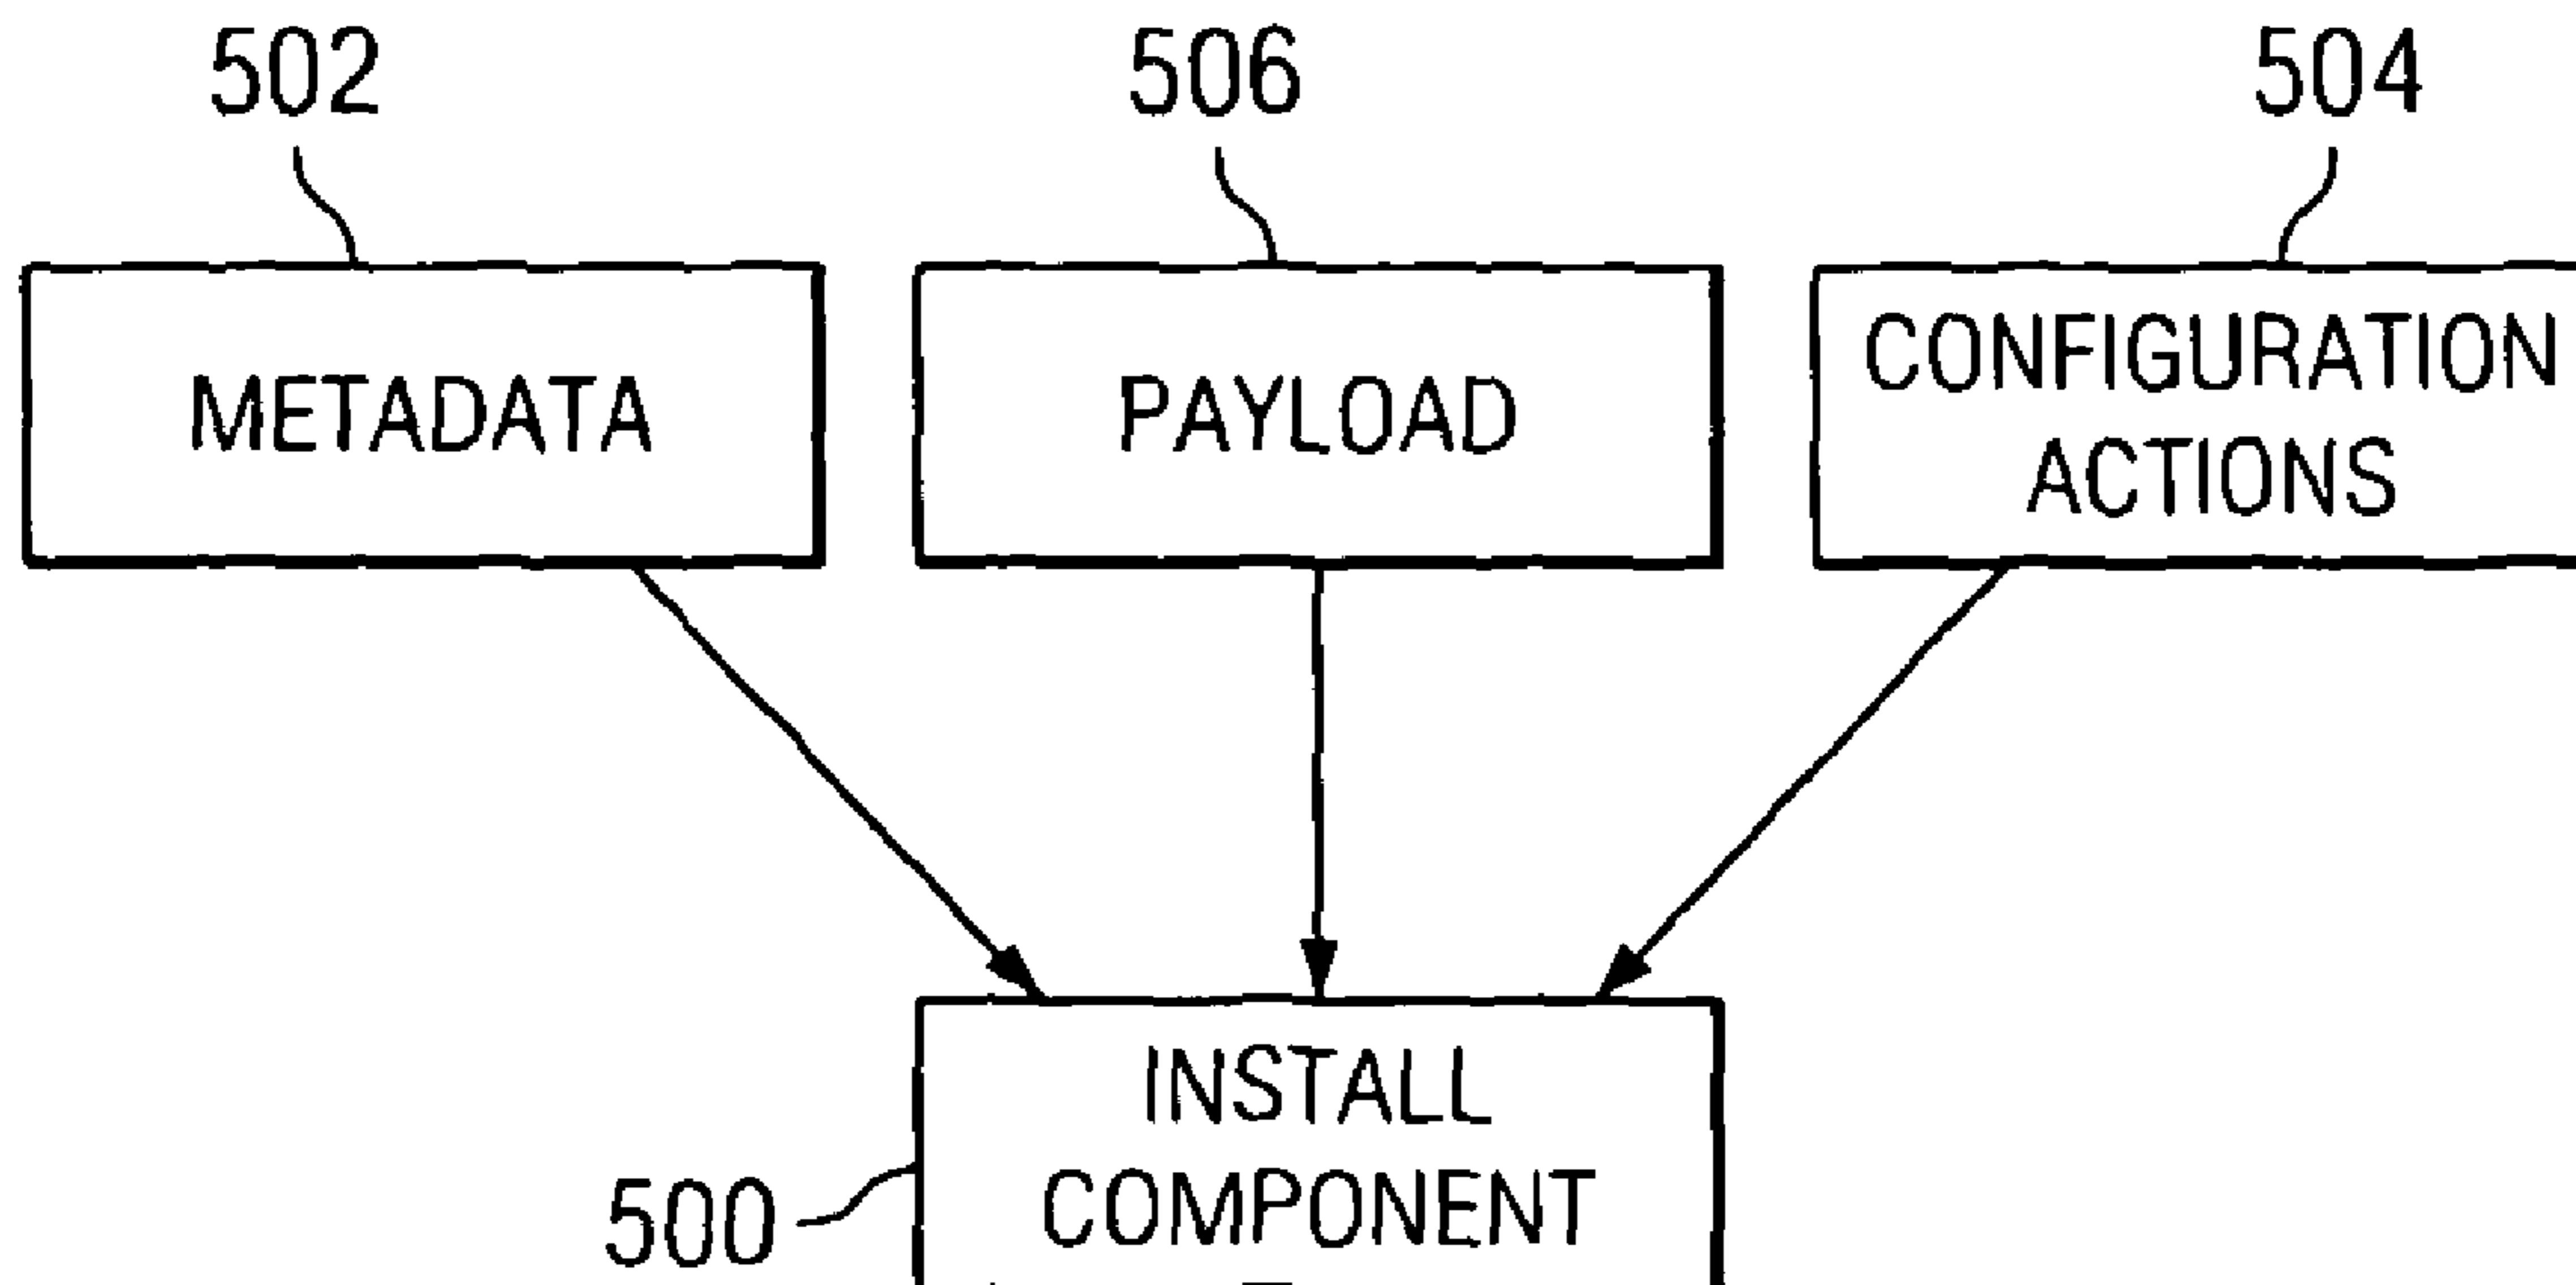 502
506
504
METADATA
PAYLOAD
CONFIGURATION
ACTIONS
INSTALL
COMPONENT
500